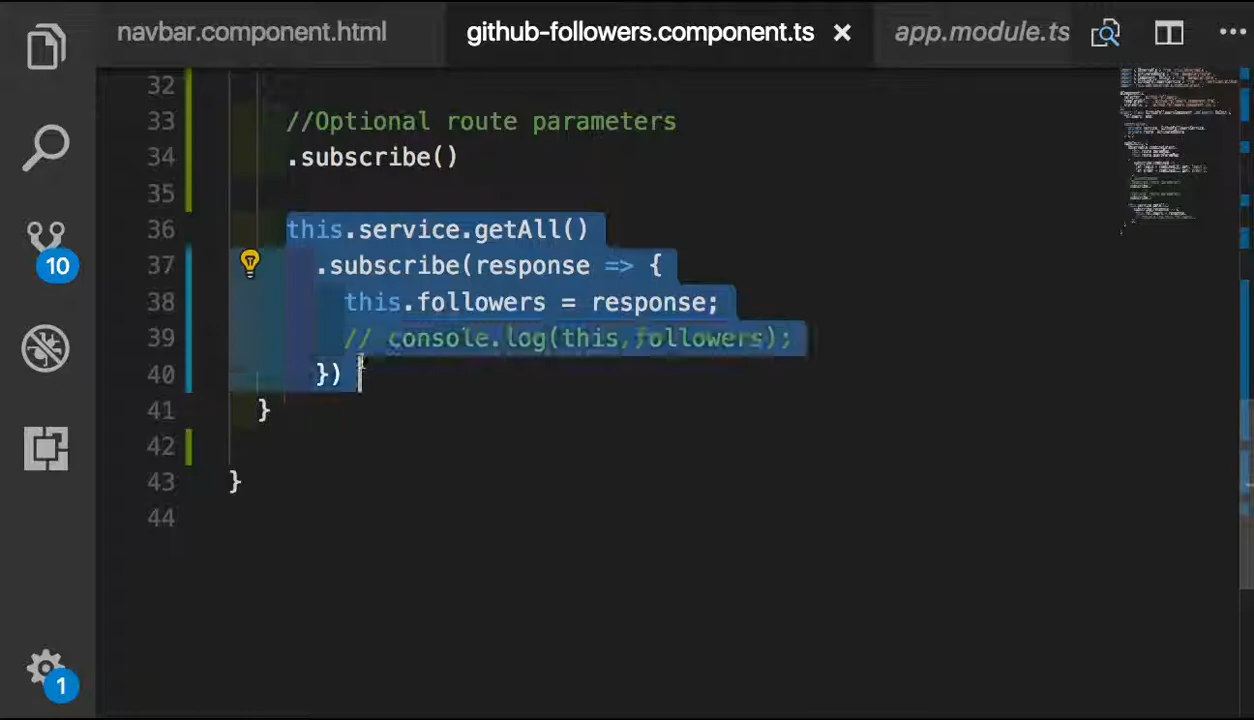 navbar.component.html
github-followers.component.ts
app.module.ts
32
33 //Optional route parameters
34 .subscribe()
35
36 this.service.getAll()
37 .subscribe(response => {
38 this.followers = response;
39 // console.log(this,followers);
40 })
41 }
42
43 }
44
10
1